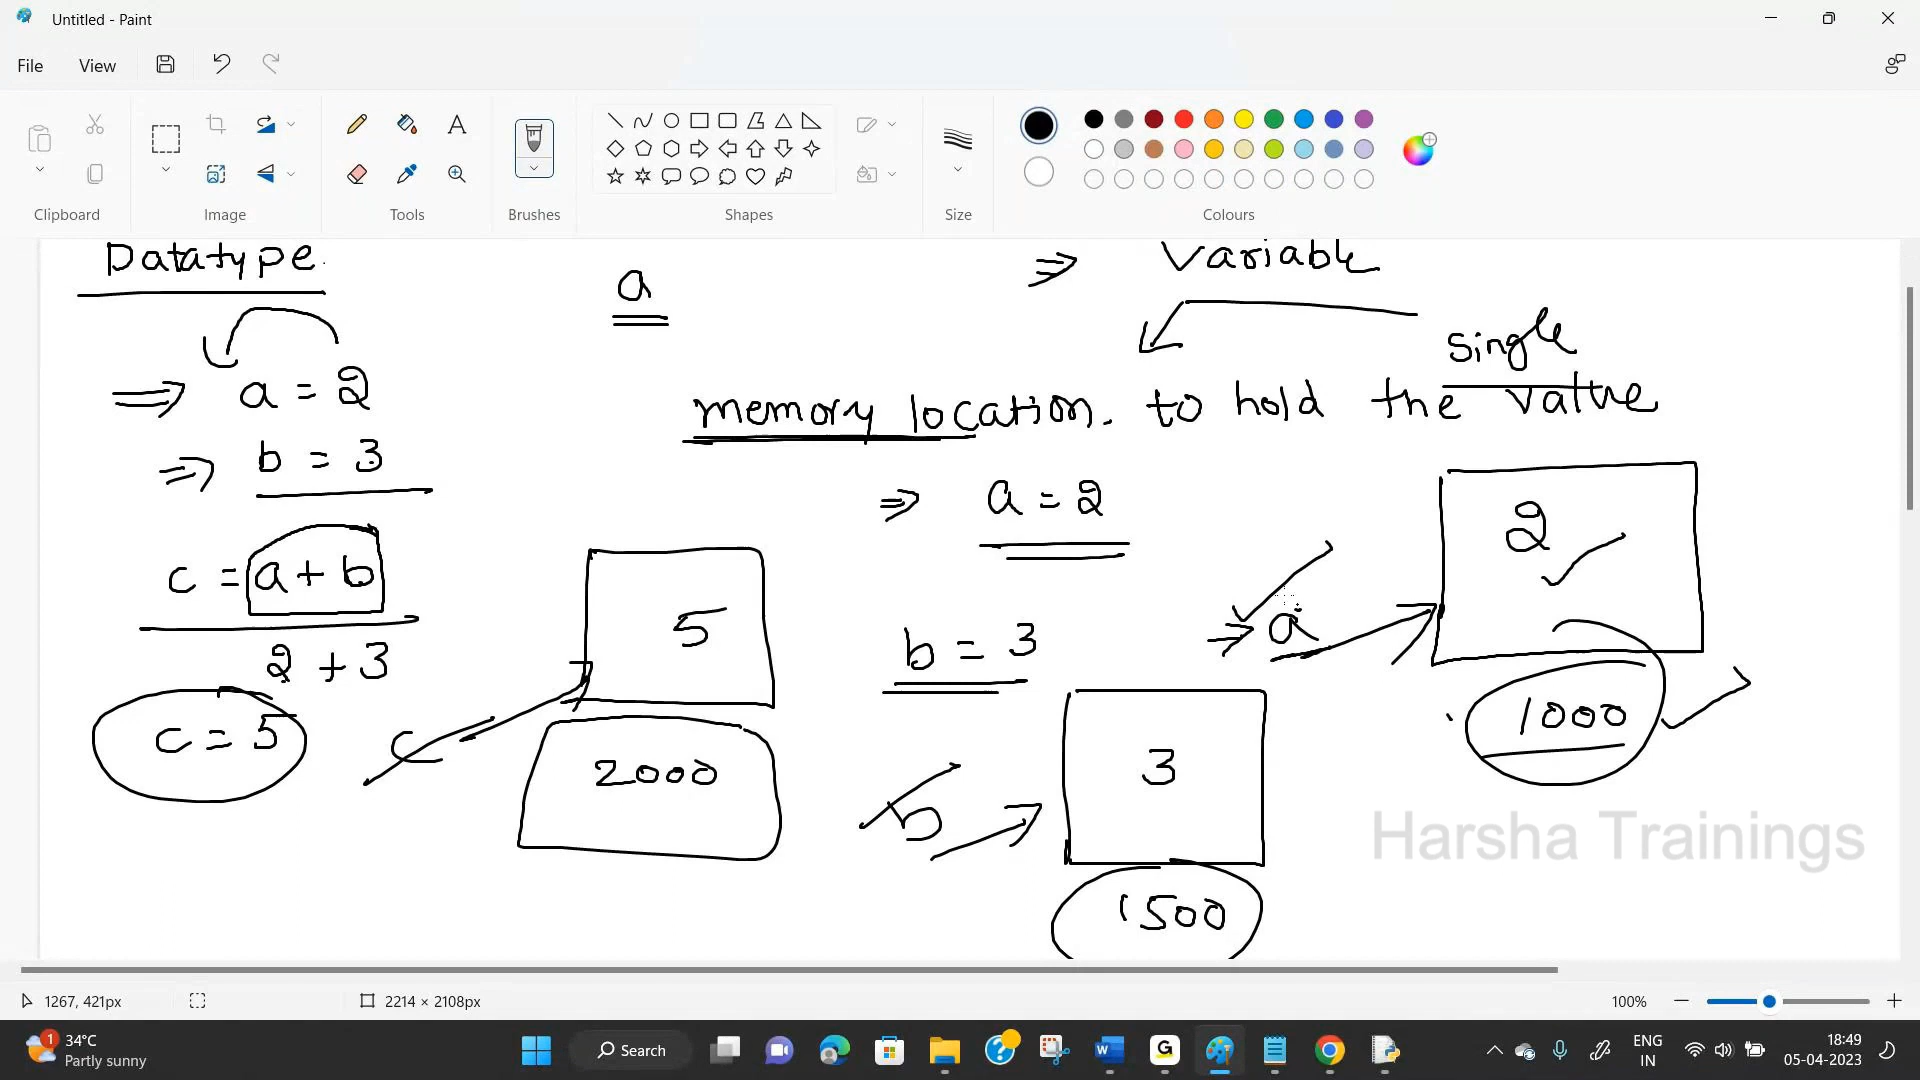 Untitled - Paint
File
View
Clipboard
Image
Tools
Brushes
Shapes
Size
Colours
Datatype
a
⇒ Variable
single
memory location. to hold the value
⇒ a = 2
⇒ b = 3
c = a + b
2 + 3
c = 5
c
5
2000
⇒ a = 2
b = 3
b
3
1500
⇒ a
2
1000
Harsha Trainings
1267, 421px
2214 × 2108px
100%
1
34°C
Partly sunny
Search
ENG
IN
18:49
05-04-2023